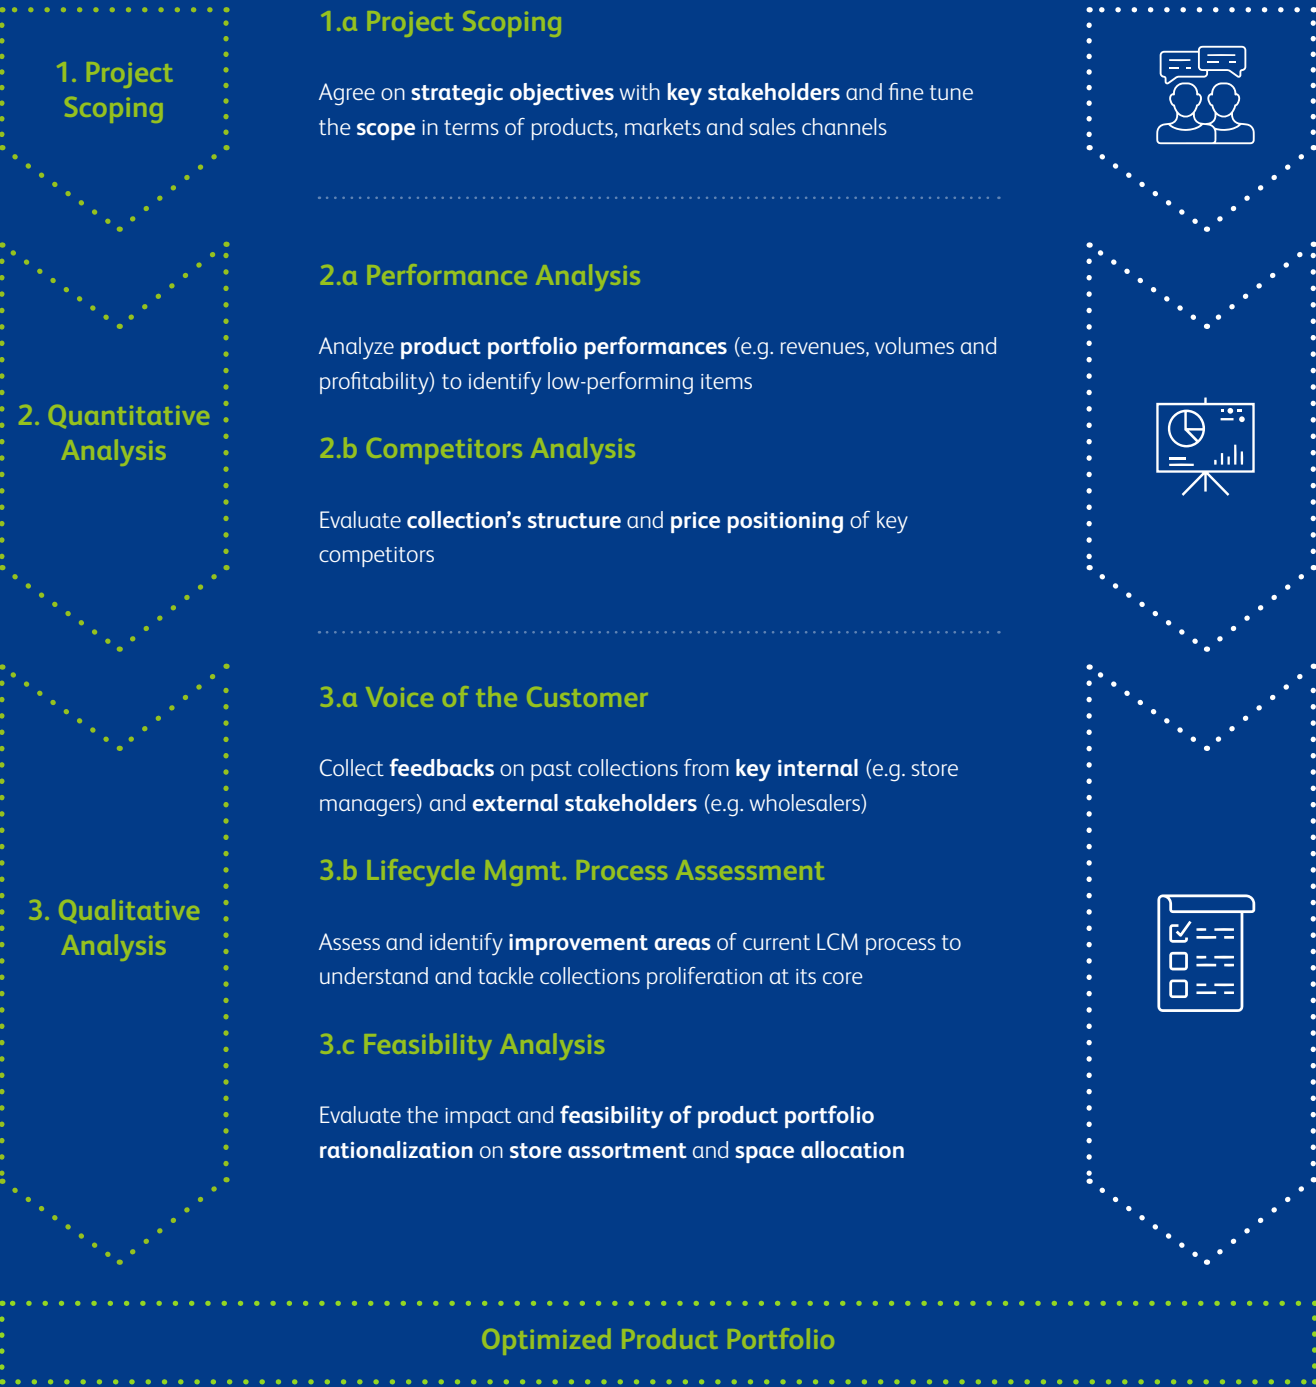 1. Project
Scoping
1.a Project Scoping
Agree on strategic objectives with key stakeholders and fine tune
the scope in terms of products, markets and sales channels
2. Quantitative
Analysis
2.a Performance Analysis
Analyze product portfolio performances (e.g. revenues, volumes and
profitability) to identify low-performing items
2.b Competitors Analysis
Evaluate collection’s structure and price positioning of key
competitors
3. Qualitative
Analysis
3.a Voice of the Customer
Collect feedbacks on past collections from key internal (e.g. store
managers) and external stakeholders (e.g. wholesalers)
3.b Lifecycle Mgmt. Process Assessment
Assess and identify improvement areas of current LCM process to
understand and tackle collections proliferation at its core
3.c Feasibility Analysis
Evaluate the impact and feasibility of product portfolio
rationalization on store assortment and space allocation
Optimized Product Portfolio